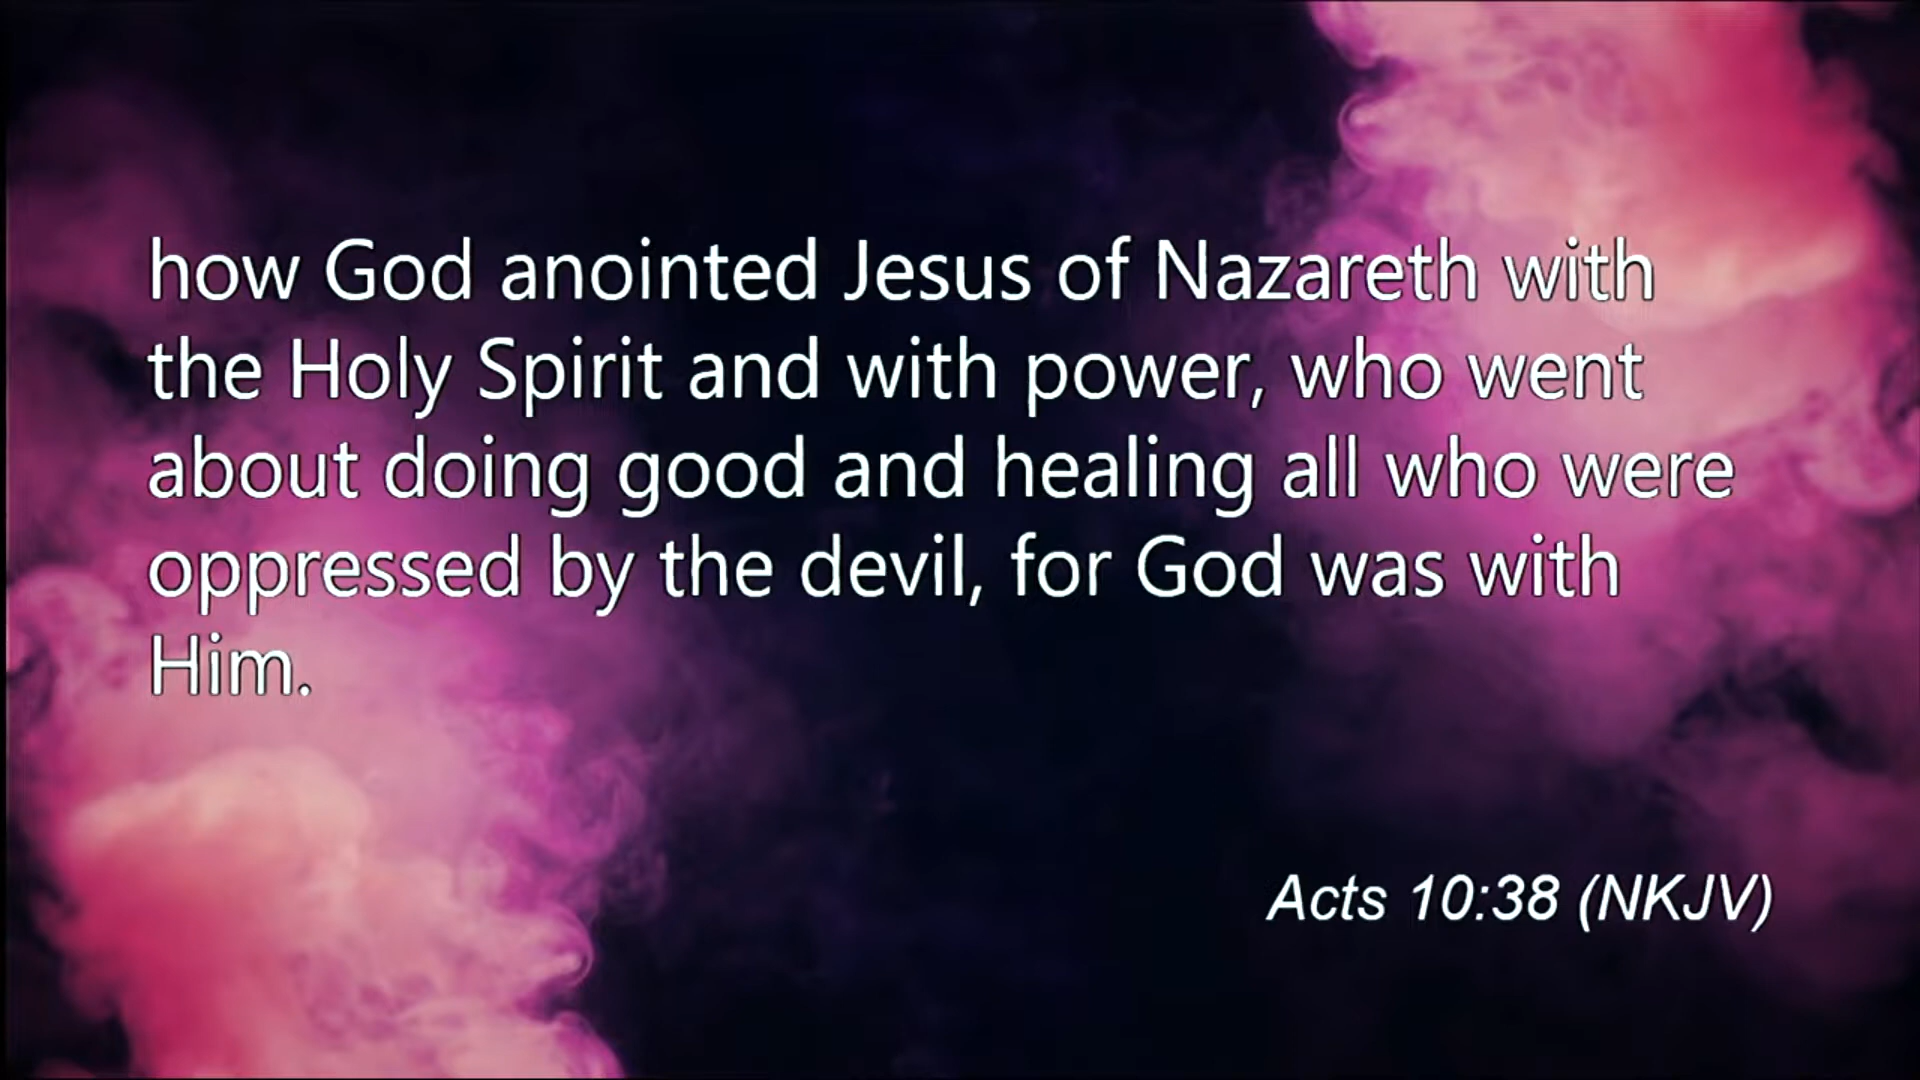 how God anointed Jesus of Nazareth with
the Holy Spirit and with power, who went
about doing good and healing all who were
oppressed by the devil, for God was with
Him.
Acts 10:38 (NKJV)